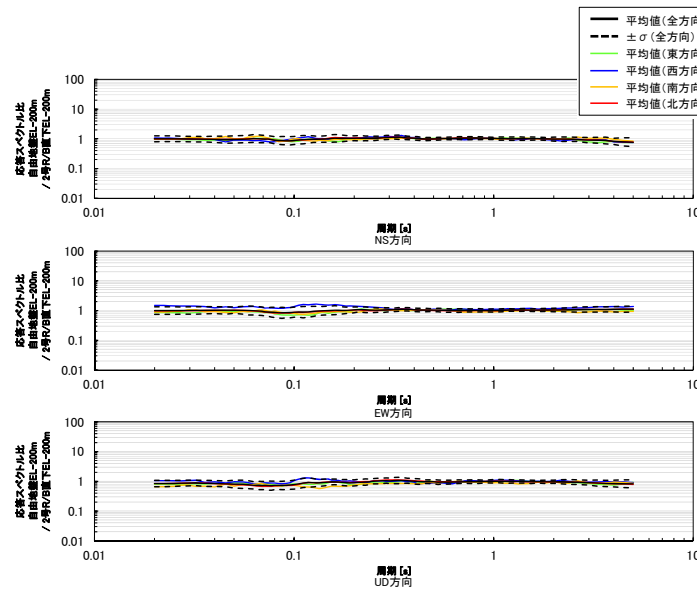 平均値(全方向)
±σ(全方向)
平均値(東方向
平均値(西方向
平均値(南方向
平均値(北方向
応答スペクトル比
自由地盤EL-200m
/ 2号R/B直下EL-200m
100
10
1
0.1
0.01
0.01
0.1
1
10
周期 [s]
NS方向
応答スペクトル比
自由地盤EL-200m
/ 2号R/B直下EL-200m
100
10
1
0.1
0.01
0.01
0.1
1
10
周期 [s]
EW方向
応答スペクトル比
自由地盤EL-200m
/ 2号R/B直下EL-200m
100
10
1
0.1
0.01
0.01
0.1
1
10
周期 [s]
UD方向